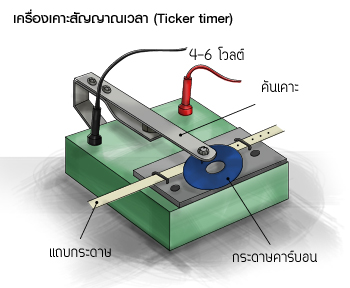 เครื่องเคาะสัญญาณเวลา (Ticker timer)
4-6 โวลต์
คันเคาะ
แถบกระดาษ
กระดาษคาร์บอน